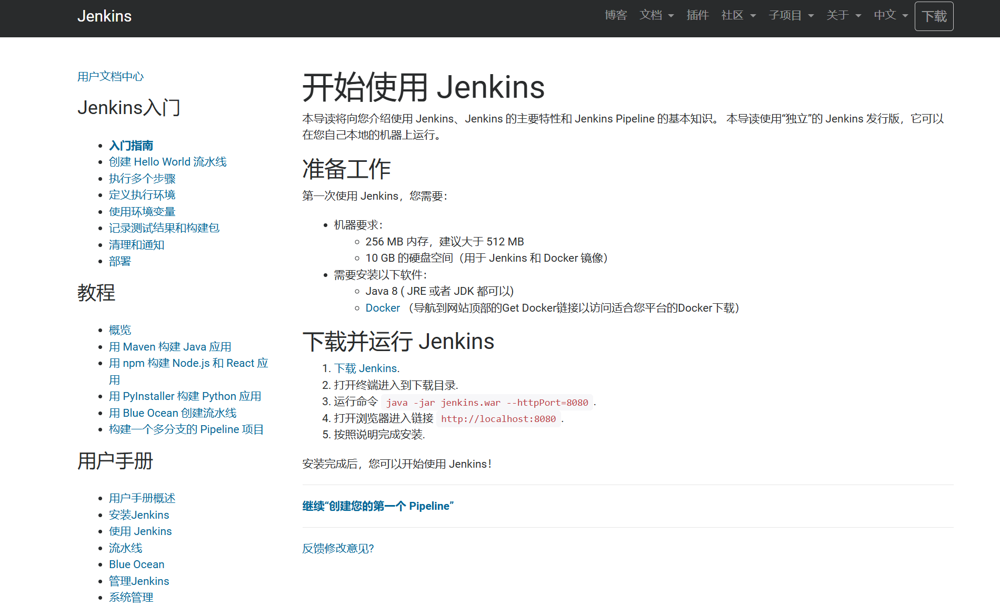 Jenkins
博客 文档 插件 社区 子项目 关于 中文 下载
用户文档中心
Jenkins入门
入门指南
创建 Hello World 流水线
执行多个步骤
定义执行环境
使用环境变量
记录测试结果和构建包
清理和通知
部署
教程
概览
用 Maven 构建 Java 应用
用 npm 构建 Node.js 和 React 应
用
用 PyInstaller 构建 Python 应用
用 Blue Ocean 创建流水线
构建一个多分支的 Pipeline 项目
用户手册
用户手册概述
安装Jenkins
使用 Jenkins
流水线
Blue Ocean
管理Jenkins
系统管理
开始使用 Jenkins
本导读将向您介绍使用 Jenkins、Jenkins 的主要特性和 Jenkins Pipeline 的基本知识。 本导读使用“独立”的 Jenkins 发行版，它可以
在您自己本地的机器上运行。
准备工作
第一次使用 Jenkins，您需要：
机器要求：
256 MB 内存，建议大于 512 MB
10 GB 的硬盘空间（用于 Jenkins 和 Docker 镜像）
需要安装以下软件：
Java 8 ( JRE 或者 JDK 都可以)
Docker （导航到网站顶部的Get Docker链接以访问适合您平台的Docker下载）
下载并运行 Jenkins
1. 下载 Jenkins.
2. 打开终端进入到下载目录.
3. 运行命令 java -jar jenkins.war --httpPort=8080.
4. 打开浏览器进入链接 http://localhost:8080.
5. 按照说明完成安装.
安装完成后，您可以开始使用 Jenkins！
继续“创建您的第一个 Pipeline”
反馈修改意见?